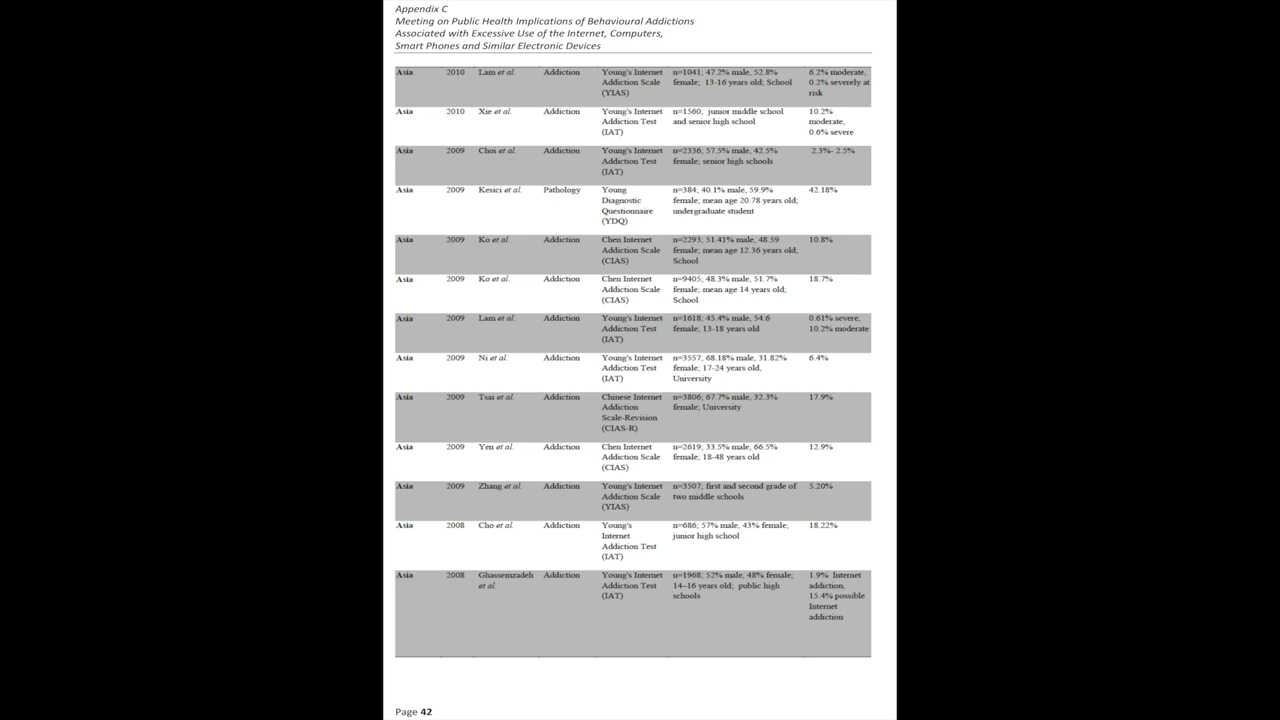 Appendix C
Meeting on Public Health Implications of Behavioural Addictions
Associated with Excessive Use of the Internet, Computers,
Smart Phones and Similar Electronic Devices
Asia 2010 Lam et al. Addiction Young's Internet n=1041; 47.2% male, 52.8% 6.2% moderate,
Addiction Scale female; 13-16 years old; School 0.2% severely at
(YIAS) risk
Asia 2010 Xie et al. Addiction Young's Internet n=1560; junior middle school 10.2%
Addiction Test and senior high school moderate,
(IAT) 0.6% severe
Asia 2009 Choi et al. Addiction Young's Internet n=2336; 57.5% male, 42.5% 2.3%- 2.5%
Addiction Test female; senior high schools
(IAT)
Asia 2009 Kesici et al. Pathology Young n=384; 40.1% male, 59.9% 42.18%
Diagnostic female; mean age 20.78 years old;
Questionnaire undergraduate student
(YDQ)
Asia 2009 Ko et al. Addiction Chen Internet n=2293; 51.41% male, 48.59 10.8%
Addiction Scale female; mean age 12.36 years old;
(CIAS) School
Asia 2009 Ko et al. Addiction Chen Internet n=9405; 48.3% male, 51.7% 18.7%
Addiction Scale female; mean age 14 years old;
(CIAS) School
Asia 2009 Lam et al. Addiction Young's Internet n=1618; 45.4% male, 54.6 0.61% severe,
Addiction Test female, 13-18 years old 10.2% moderate
(IAT)
Asia 2009 Ni et al. Addiction Young's Internet n=3557; 68.18% male, 31.82% 6.4%
Addiction Test female; 17-24 years old,
(IAT) University
Asia 2009 Tsai et al. Addiction Chinese Internet n=3806; 67.7% male, 32.3% 17.9%
Addiction female; University
Scale-Revision
(CIAS-R)
Asia 2009 Yen et al. Addiction Chen Internet n=2619; 33.5% male, 66.5% 12.9%
Addiction Scale female; 18-48 years old
(CIAS)
Asia 2009 Zhang et al. Addiction Young's Internet n=3507; first and second grade of 5.20%
Addiction Scale two middle schools
(YIAS)
Asia 2008 Cho et al. Addiction Young's n=686; 57% male, 43% female; 18.22%
Internet junior high school
Addiction Test
(IAT)
Asia 2008 Ghassemzadeh Addiction Young's Internet n=1968; 52% male, 48% female; 1.9% Internet
et al. Addiction Test 14–16 years old; public high addiction,
(IAT) schools 15.4% possible
Internet
addiction
Page 42